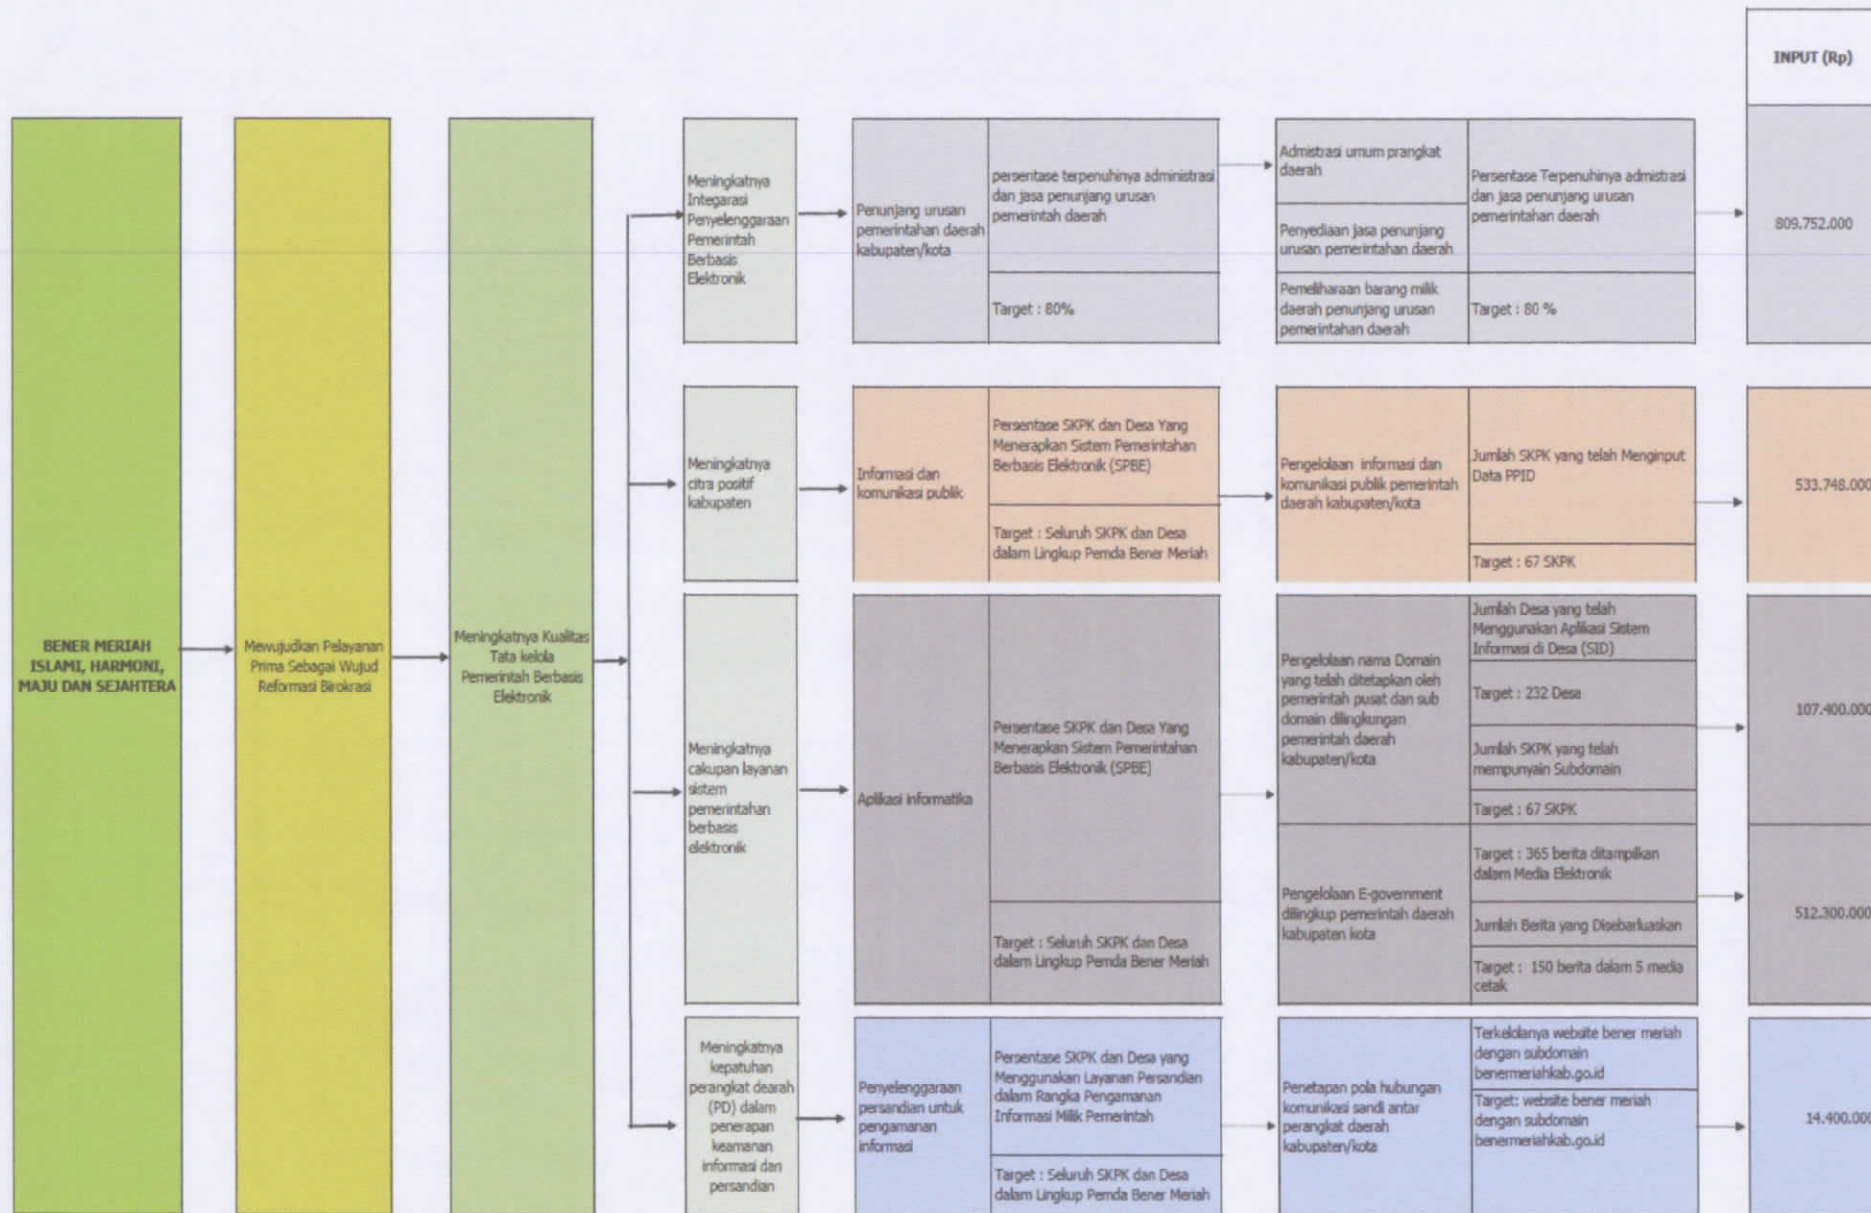 INPUT (Rp)
BENER MERIAH
ISLAMI, HARMONI,
MAJU DAN SEJAHTERA
Mewujudkan Pelayanan
Prima Sebagai Wujud
Reformasi Birokrasi
Meningkatnya Kualitas
Tata kelola
Pemerintah Berbasis
Elektronik
Meningkatnya
Integarasi
Penyelenggaraan
Pemerintah
Berbasis
Elektronik
Penunjang urusan
pemerintahan daerah
kabupaten/kota
persentase terpenuhinya administrasi
dan jasa penunjang urusan
pemerintah daerah
Target : 80%
Admistrasi umum prangkat
daerah
Penyediaan jasa penunjang
urusan pemerintahan daerah
Pemeliharaan barang milik
daerah penunjang urusan
pemerintahan daerah
Persentase Terpenuhinya admistrasi
dan jasa penunjang urusan
pemerintahan daerah
Target : 80 %
809.752.000
Meningkatnya
citra positif
kabupaten
Informasi dan
komunikasi publik
Persentase SKPK dan Desa Yang
Menerapkan Sistem Pemerintahan
Berbasis Elektronik (SPBE)
Target : Seluruh SKPK dan Desa
dalam Lingkup Pemda Bener Meriah
Pengelolaan informasi dan
komunikasi publik pemerintah
daerah kabupaten/kota
Jumlah SKPK yang telah Menginput
Data PPID
Target : 67 SKPK
533.748.000
Meningkatnya
cakupan layanan
sistem
pemerintahan
berbasis
elektronik
Aplikasi informatika
Persentase SKPK dan Desa Yang
Menerapkan Sistem Pemerintahan
Berbasis Elektronik (SPBE)
Target : Seluruh SKPK dan Desa
dalam Lingkup Pemda Bener Meriah
Pengelolaan nama Domain
yang telah ditetapkan oleh
pemerintah pusat dan sub
domain dilingkungan
pemerintah daerah
kabupaten/kota
Jumlah Desa yang telah
Menggunakan Aplikasi Sistem
Informasi di Desa (SID)
Target : 232 Desa
Jumlah SKPK yang telah
mempunyain Subdomain
Target : 67 SKPK
107.400.000
Pengelolaan E-government
dilingkup pemerintah daerah
kabupaten kota
Target : 365 berita ditampilkan
dalam Media Elektronik
Jumlah Berita yang Disebarluaskan
Target : 150 berita dalam 5 media
cetak
512.300.000
Meningkatnya
kepatuhan
perangkat dearah
(PD) dalam
penerapan
keamanan
informasi dan
persandian
Penyelenggaraan
persandian untuk
pengamanan
informasi
Persentase SKPK dan Desa yang
Menggunakan Layanan Persandian
dalam Rangka Pengamanan
Informasi Milik Pemerintah
Target : Seluruh SKPK dan Desa
dalam Lingkup Pemda Bener Meriah
Penetapan pola hubungan
komunikasi sandi antar
perangkat daerah
kabupaten/kota
Terkelolanya website bener meriah
dengan subdomain
benermeriahkab.go.id
Target: website bener meriah
dengan subdomain
benermeriahkab.go.id
14.400.000